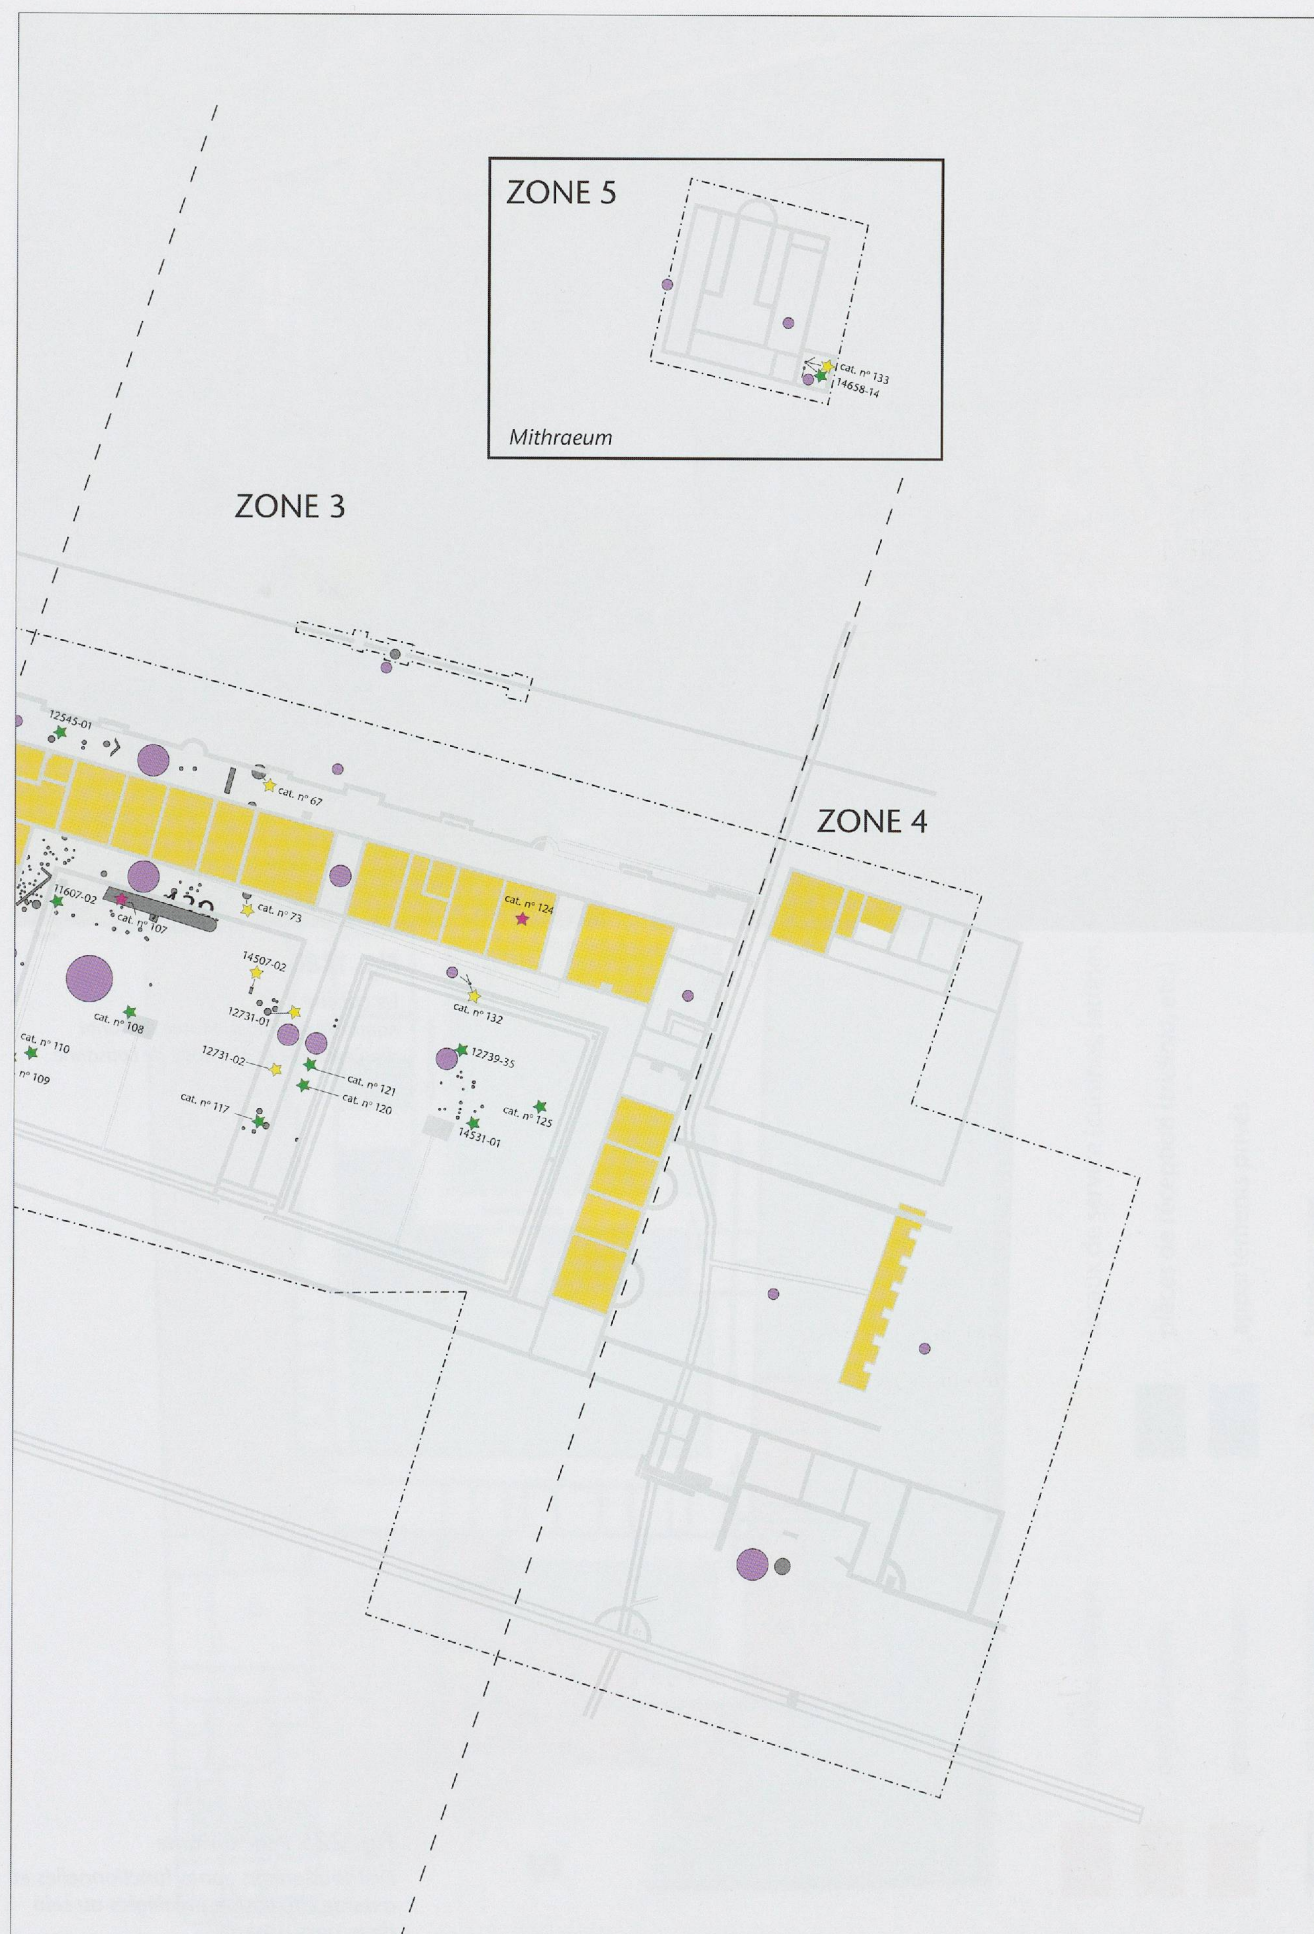 ZONE 5
cat. n° 133
14658-14
Mithraeum
ZONE 3
12545-01
cat. n° 67
ZONE 4
11607-02
cat. n° 107
cat. n° 73
cat. n° 124
14507-02
12731-01
cat. n° 132
cat. n° 108
cat. n° 110
n° 109
12731-02
cat. n° 121
cat. n° 120
cat. n° 117
12739-35
cat. n° 125
14531-01